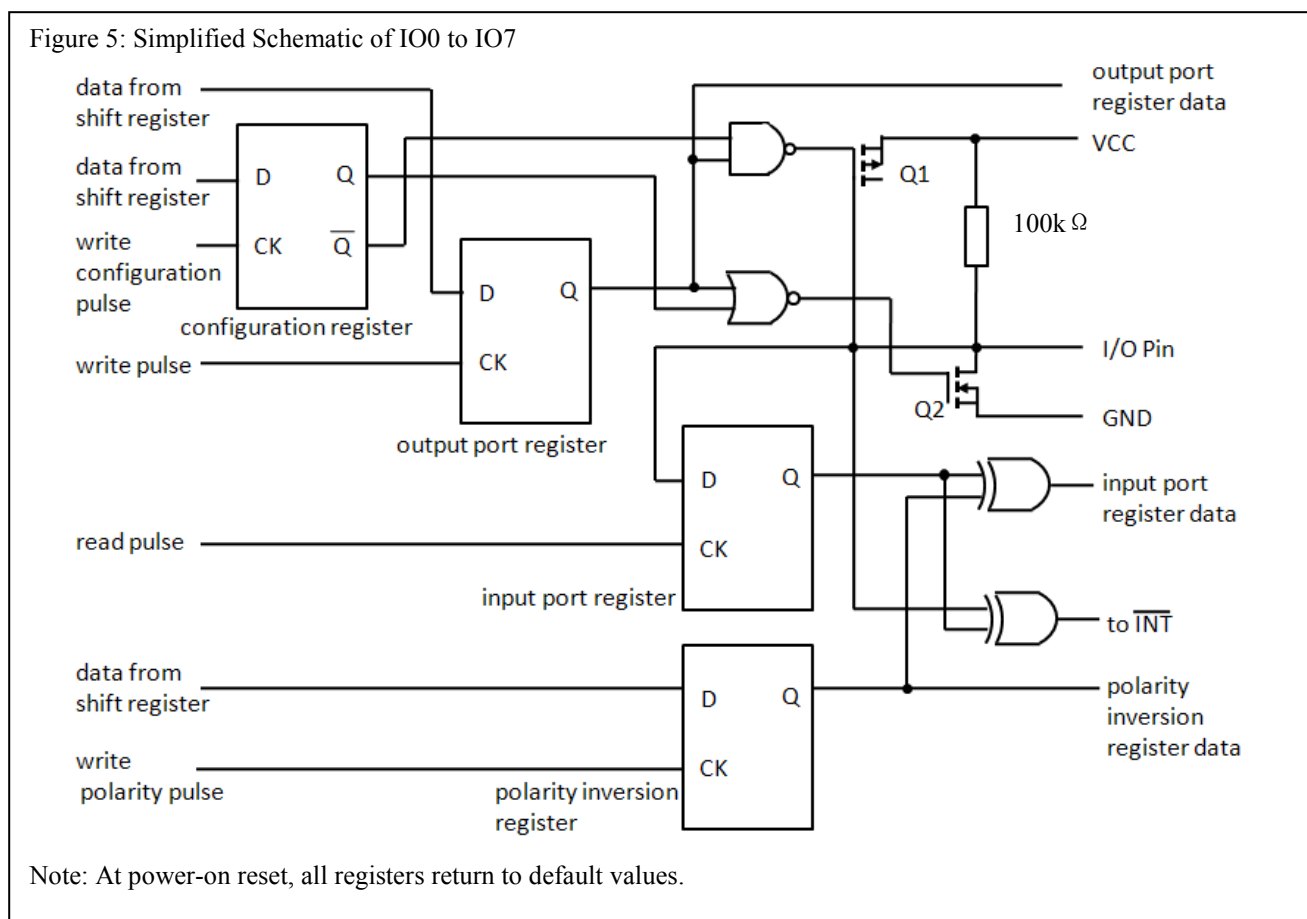 Figure 5: Simplified Schematic of IO0 to IO7
data from
shift register
output port
register data
data from
shift register
D
Q
VCC
Q1
write
configuration
pulse
CK
Q
100k Ω
configuration register
D
Q
write pulse
CK
I/O Pin
Q2
GND
output port register
D
Q
input port
register data
read pulse
CK
input port register
to INT
data from
shift register
D
Q
polarity
inversion
register data
write
polarity pulse
CK
polarity inversion
register
Note: At power-on reset, all registers return to default values.